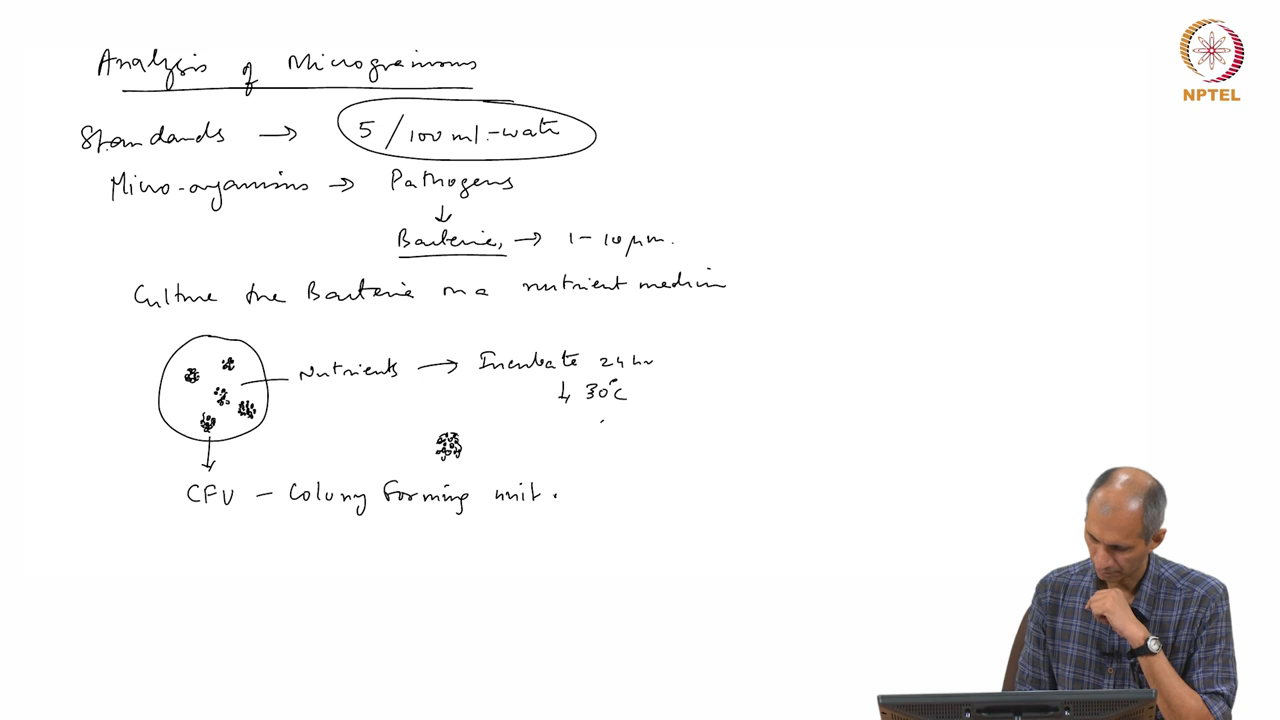 Analysis of Micrograinsms
Standards → 5 / 100 ml - water
Micro-organisms → Pathogens
↓
Bacteria, → 1 - 10 μm.
Culture the Bacteria on a nutrient medium
Nutrients → Incubate 24 hr
↳ 30°C
CFU - Colony forming unit.
NPTEL